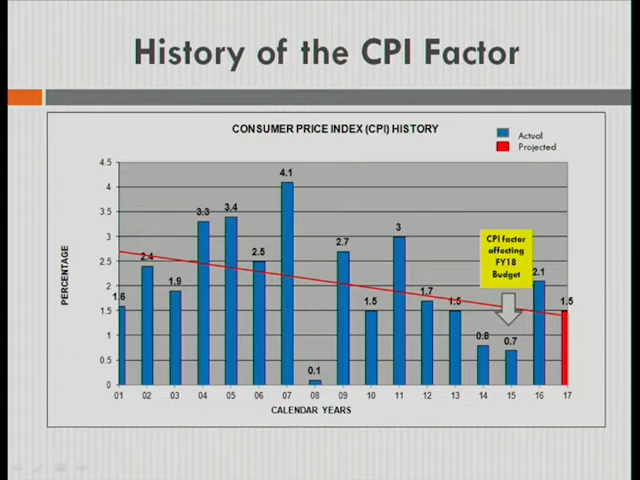 History of the CPI Factor
CONSUMER PRICE INDEX (CPI) HISTORY
Actual
Projected
PERCENTAGE
4.5
4
3.5
3
2.5
2
1.5
1
0.5
0
1.6
2.4
1.9
3.3
3.4
2.5
4.1
0.1
2.7
1.5
3
1.7
1.5
0.8
0.7
2.1
1.5
CPI factor
affecting
FY18
Budget
01 02 03 04 05 06 07 08 09 10 11 12 13 14 15 16 17
CALENDAR YEARS